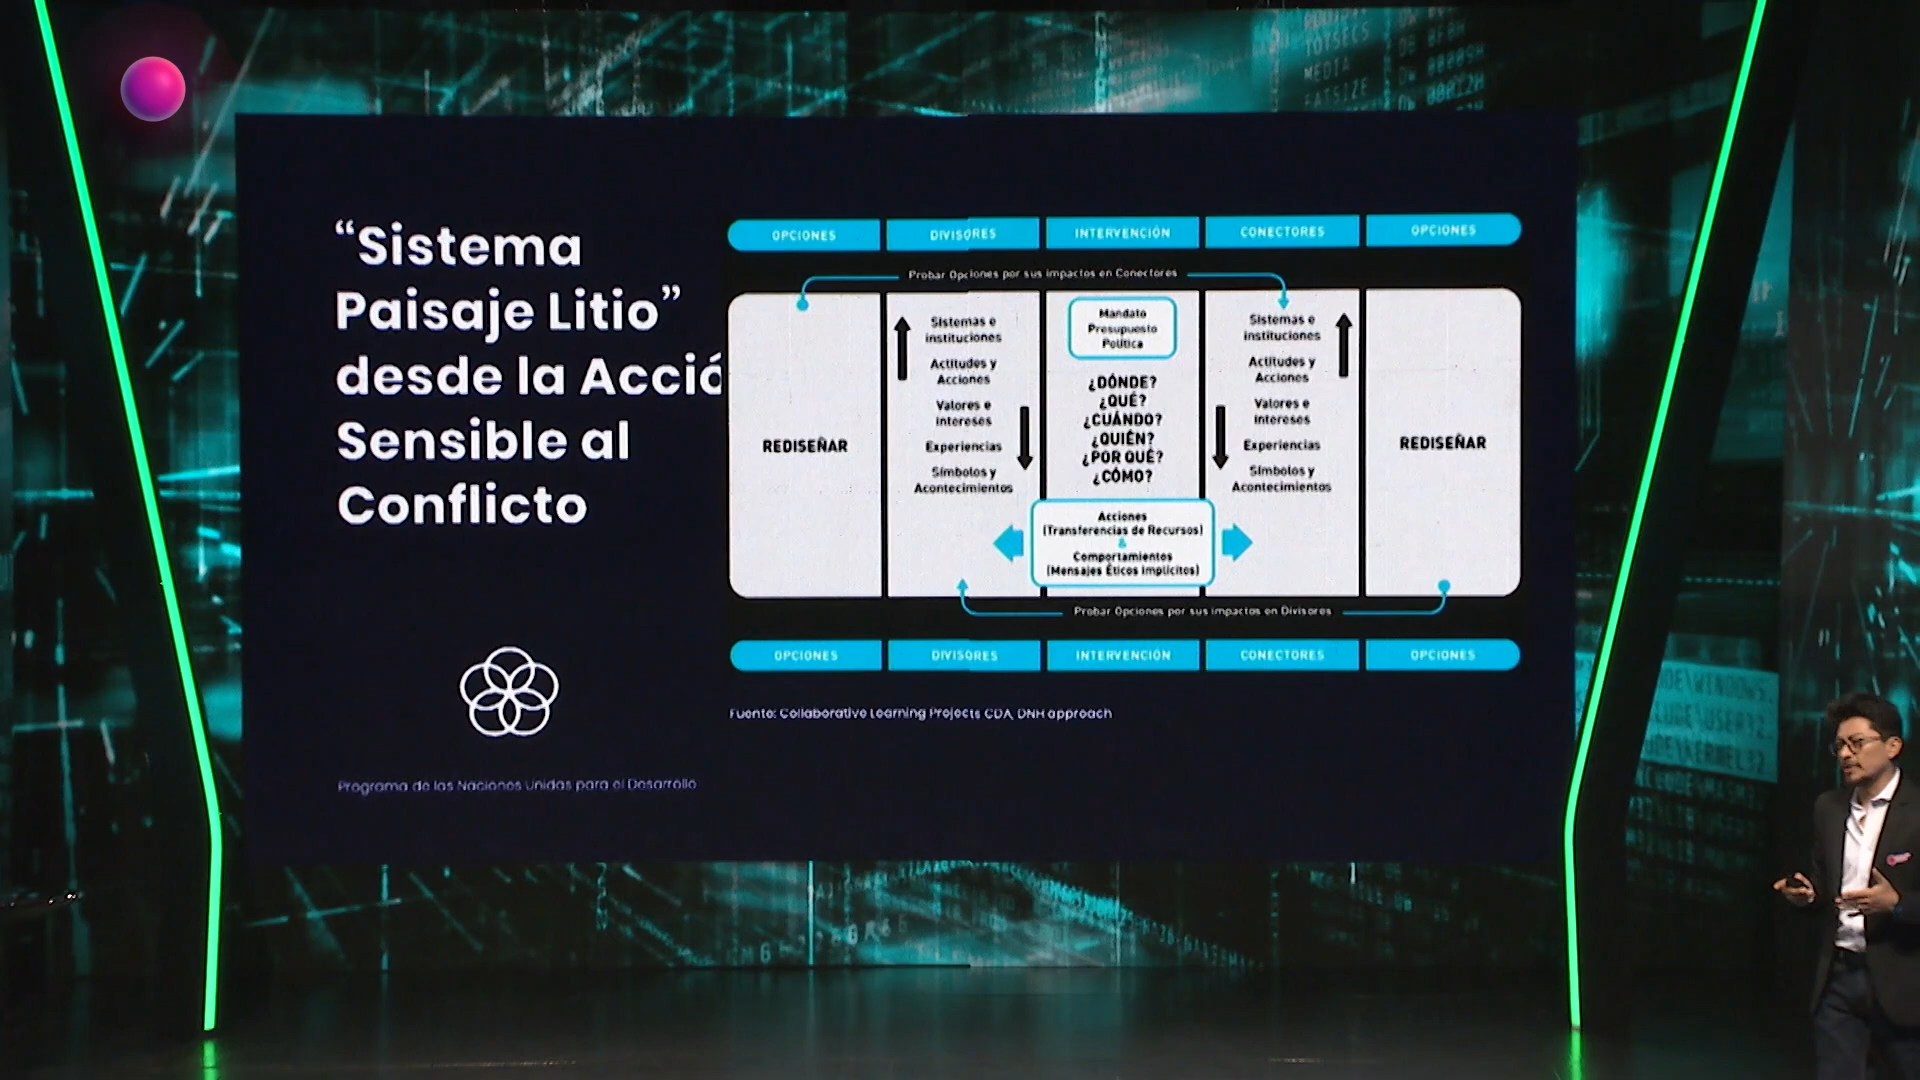 “Sistema
Paisaje Litio”
desde la Acció
Sensible al
Conflicto
Programa de las Naciones Unidas para el Desarrollo
OPCIONES
DIVISORES
INTERVENCIÓN
CONECTORES
OPCIONES
Probar Opciones por sus impactos en Conectores
REDISEÑAR
Sistemas e
instituciones
Actitudes y
Acciones
Valores e
Intereses
Experiencias
Símbolos y
Acontecimientos
Mandato
Presupuesto
Política
¿DÓNDE?
¿QUÉ?
¿CUÁNDO?
¿QUIÉN?
¿POR QUÉ?
¿CÓMO?
Acciones
(Transferencias de Recursos)
&
Comportamientos
(Mensajes Éticos Implícitos)
Sistemas e
instituciones
Actitudes y
Acciones
Valores e
Intereses
Experiencias
Símbolos y
Acontecimientos
REDISEÑAR
Probar Opciones por sus impactos en Divisores
OPCIONES
DIVISORES
INTERVENCIÓN
CONECTORES
OPCIONES
Fuente: Collaborative Learning Projects CDA, DNH approach
TOTSECS
MEDIA
FATSIZE